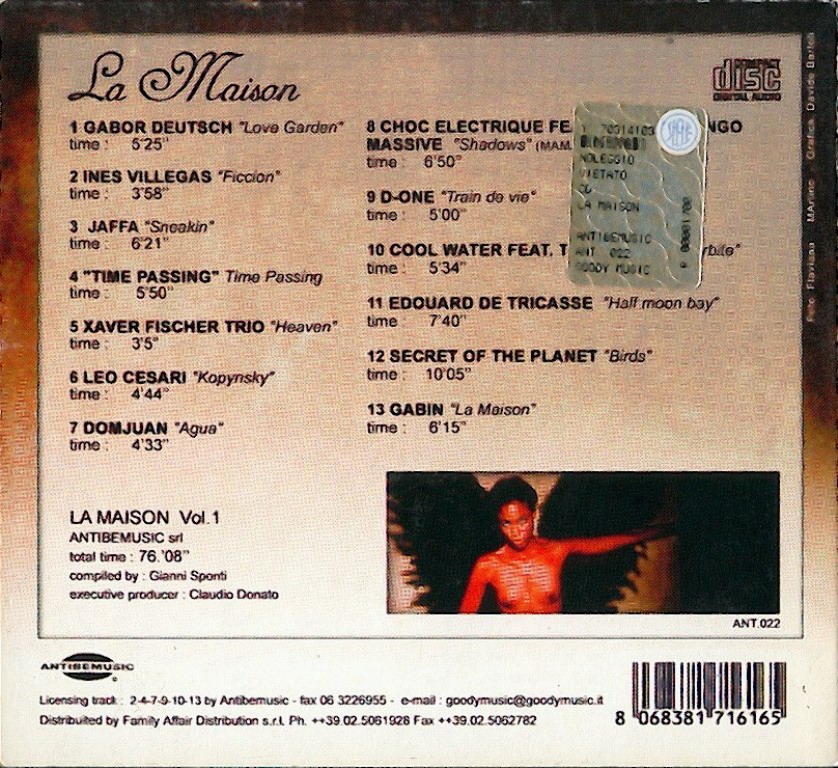 La Maison
COMPACT
disc
DIGITAL AUDIO
1 GABOR DEUTSCH "Love Garden"
time : 5'25"
2 INES VILLEGAS "Ficcion"
time : 3'58"
3 JAFFA "Sneakin"
time : 6'21"
4 "TIME PASSING" Time Passing
time : 5'50"
5 XAVER FISCHER TRIO "Heaven"
time : 3'5"
6 LEO CESARI "Kopynsky"
time : 4'44"
7 DOMJUAN "Agua"
time : 4'33"
8 CHOC ELECTRIQUE FE NGO
MASSIVE "Shadows" (MAM
time : 6'50"
9 D-ONE "Train de vie"
time : 5'00"
10 COOL WATER FEAT. T rbite"
time : 5'34"
11 EDOUARD DE TRICASSE "Half moon bay"
time : 7'40"
12 SECRET OF THE PLANET "Birds"
time : 10'05"
13 GABIN "La Maison"
time : 6'15"
NOLEGGIO
VIETATO
CD
LA MAISON
ANTIBEMUSIC
ANT 022
GOODY MUSIC
SIAE
Foto Flaviana MArtino Grafica Davide Bartoli
LA MAISON Vol.1
ANTIBEMUSIC srl
total time : 76.'08"
compiled by : Gianni Sponti
executive producer : Claudio Donato
ANT.022
ANTIBEMUSIC
Licensing track : 2-4-7-9-10-13 by Antibemusic - fax 06 3226955 - e-mail : goodymusic@goodymusic.it
Distribuited by Family Affair Distribution s.r.l. Ph. ++39.02.5061928 Fax ++39.02.5062782
8 068381 716165